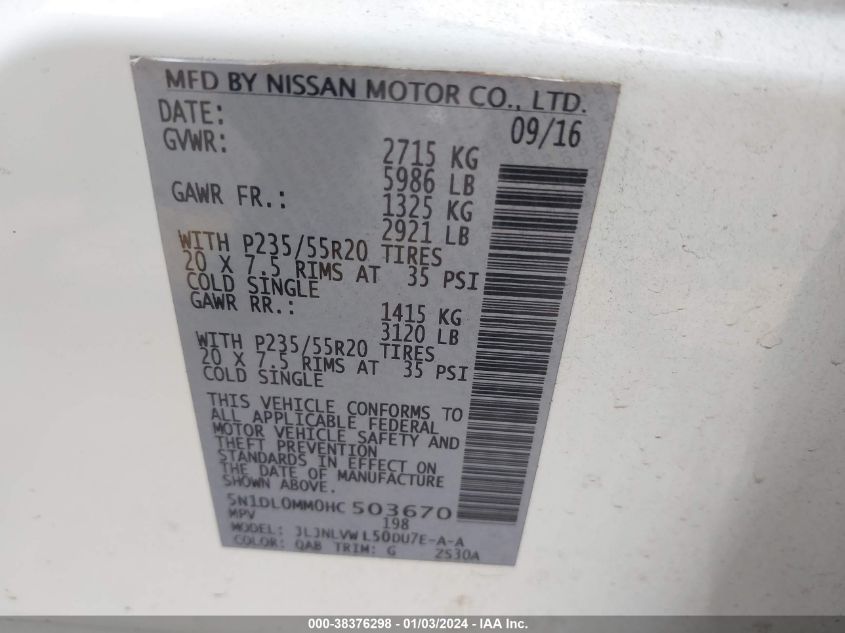 MFD BY NISSAN MOTOR CO., LTD.
DATE: 09/16
GVWR: 2715 KG
5986 LB
GAWR FR.: 1325 KG
2921 LB
WITH P235/55R20 TIRES
20 X 7.5 RIMS AT 35 PSI
COLD SINGLE
GAWR RR.: 1415 KG
3120 LB
WITH P235/55R20 TIRES
20 X 7.5 RIMS AT 35 PSI
COLD SINGLE
THIS VEHICLE CONFORMS TO
ALL APPLICABLE FEDERAL
MOTOR VEHICLE SAFETY AND
THEFT PREVENTION
STANDARDS IN EFFECT ON
THE DATE OF MANUFACTURE
SHOWN ABOVE.
5N1DL0MM0HC 503670
MPV 198
MODEL: 3LJNLVW L50DU7E-A-A
COLOR: QAB TRIM: G 2S30A
000-38376298 - 01/03/2024 - IAA Inc.